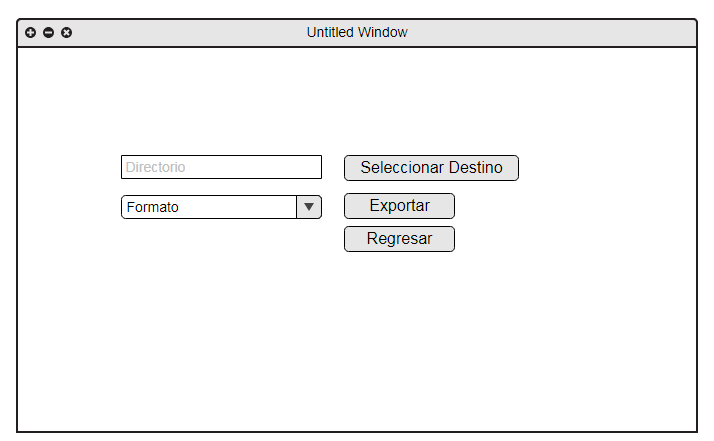 Untitled Window
Directorio
Seleccionar Destino
Formato
Exportar
Regresar